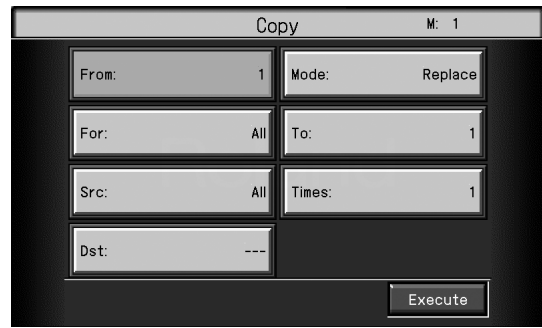 Copy M: 1
From: 1 Mode: Replace
For: All To: 1
Src: All Times: 1
Dst: ---
Execute